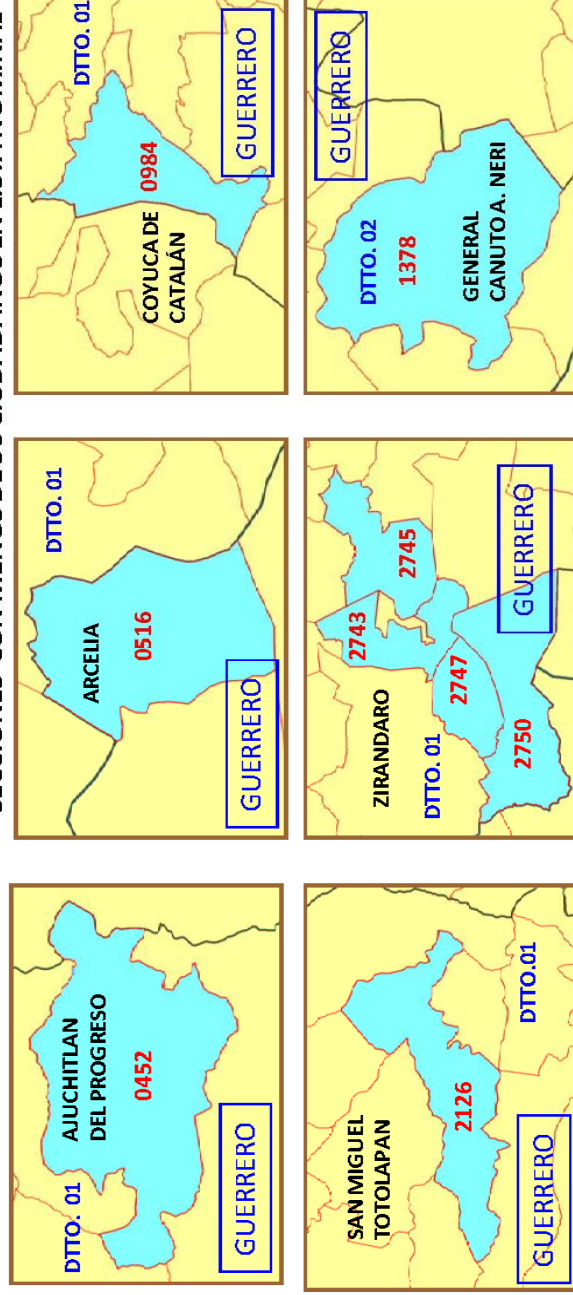 DTTO. 01
AJUCHITLAN
DEL PROGRESO
0452
GUERRERO
DTTO. 01
ARCELIA
0516
GUERRERO
DTTO. 01
0984
COYUCA DE
CATALÁN
GUERRERO
SAN MIGUEL
TOTOLAPAN
2126
DTTO.01
GUERRERO
2743
2745
ZIRANDARO
2747
DTTO. 01
2750
GUERRERO
GUERRERO
DTTO. 02
1378
GENERAL
CANUTO A. NERI